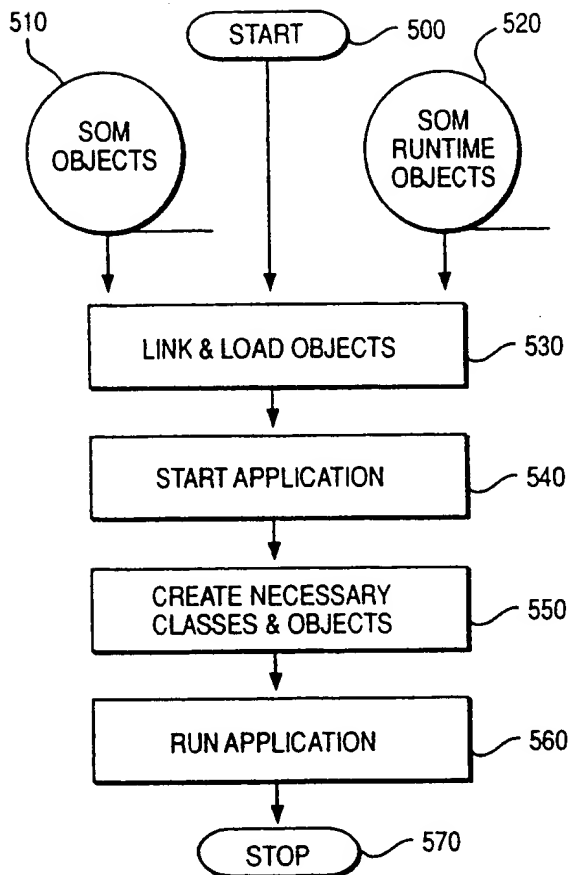 510
START
500
520
SOM
OBJECTS
SOM
RUNTIME
OBJECTS
LINK & LOAD OBJECTS
530
START APPLICATION
540
CREATE NECESSARY
CLASSES & OBJECTS
550
RUN APPLICATION
560
STOP
570